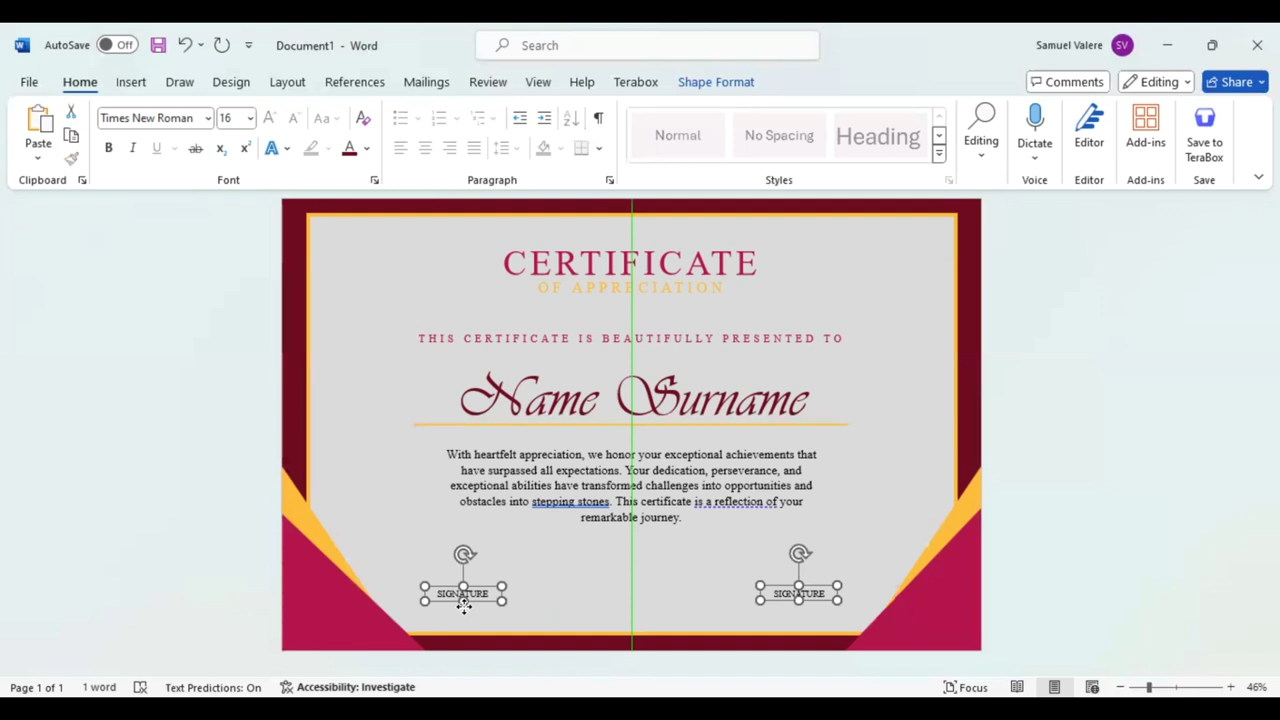 AutoSave Off Document1 - Word Search Samuel Valere SV
File Home Insert Draw Design Layout References Mailings Review View Help Terabox Shape Format Comments Editing Share
Paste Times New Roman 16 Aa Normal No Spacing Heading Editing Dictate Editor Add-ins Save to TeraBox
B I U ab x₂ x² A A
Clipboard Font Paragraph Styles Voice Editor Add-ins Save
CERTIFICATE
OF APPRECIATION
THIS CERTIFICATE IS BEAUTIFULLY PRESENTED TO
Name Surname
With heartfelt appreciation, we honor your exceptional achievements that
have surpassed all expectations. Your dedication, perseverance, and
exceptional abilities have transformed challenges into opportunities and
obstacles into stepping stones. This certificate is a reflection of your
remarkable journey.
SIGNATURE SIGNATURE
Page 1 of 1 1 word Text Predictions: On Accessibility: Investigate Focus 46%